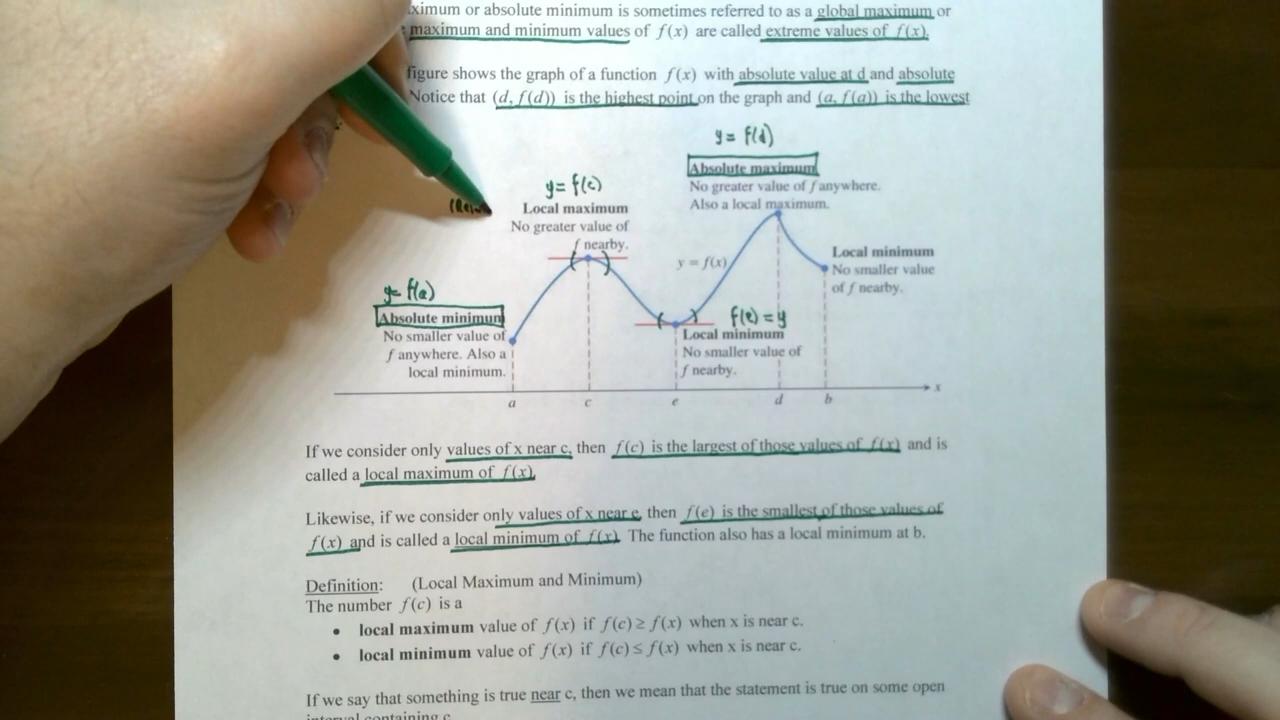 ximum or absolute minimum is sometimes referred to as a global maximum or
maximum and minimum values of f(x) are called extreme values of f(x).
figure shows the graph of a function f(x) with absolute value at d and absolute
Notice that (d, f(d)) is the highest point on the graph and (a, f(a)) is the lowest
y = f(d)
Absolute maximum
No greater value of f anywhere.
Also a local maximum.
y = f(c)
Local maximum
No greater value of
f nearby.
y = f(x)
Local minimum
No smaller value
of f nearby.
y = f(a)
Absolute minimum
No smaller value of
f anywhere. Also a
local minimum.
f(e) = y
Local minimum
No smaller value of
f nearby.
x
a c e d b
If we consider only values of x near c, then f(c) is the largest of those values of f(x) and is
called a local maximum of f(x).
Likewise, if we consider only values of x near e, then f(e) is the smallest of those values of
f(x) and is called a local minimum of f(x). The function also has a local minimum at b.
Definition: (Local Maximum and Minimum)
The number f(c) is a
• local maximum value of f(x) if f(c) ≥ f(x) when x is near c.
• local minimum value of f(x) if f(c) ≤ f(x) when x is near c.
If we say that something is true near c, then we mean that the statement is true on some open
interval containing c